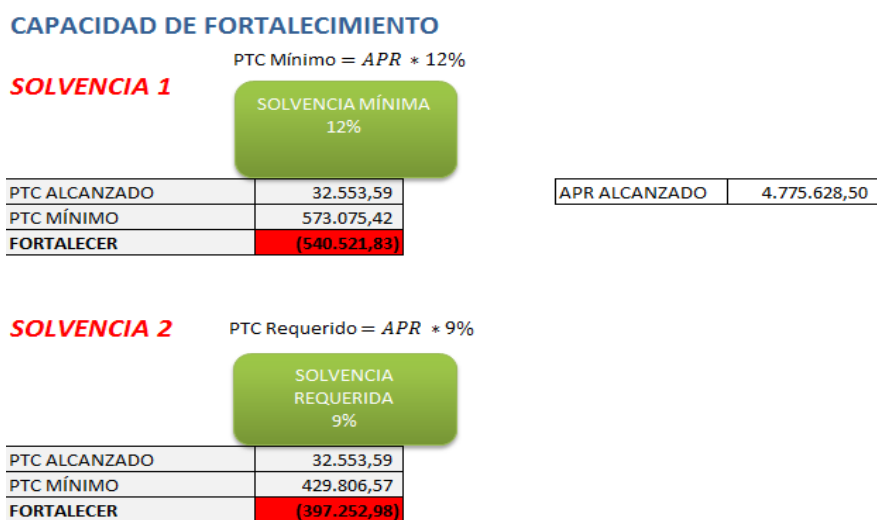 CAPACIDAD DE FORTALECIMIENTO
PTC Mínimo = APR * 12%
SOLVENCIA 1
SOLVENCIA MÍNIMA
12%
PTC ALCANZADO 32.553,59
APR ALCANZADO 4.775.628,50
PTC MÍNIMO 573.075,42
FORTALECER (540.521,83)
SOLVENCIA 2 PTC Requerido = APR * 9%
SOLVENCIA
REQUERIDA
9%
PTC ALCANZADO 32.553,59
PTC MÍNIMO 429.806,57
FORTALECER (397.252,98)